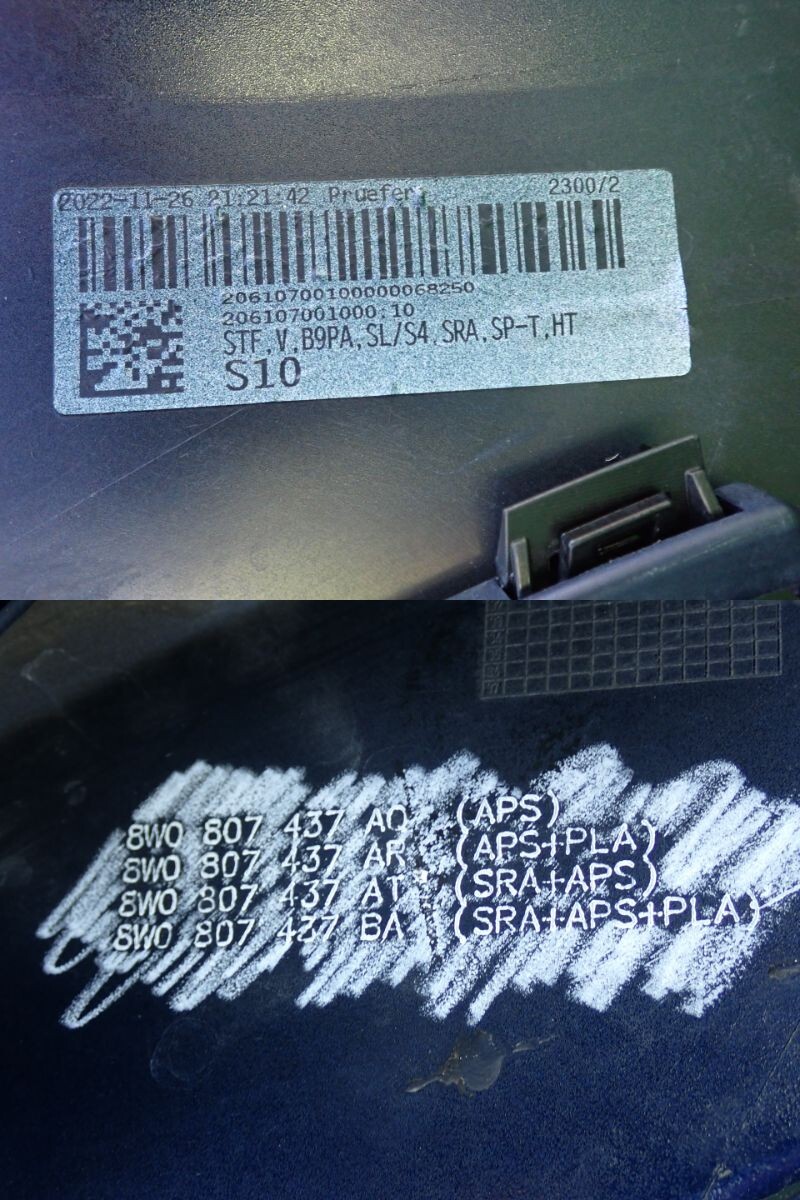 2022-11-26 21:21:42 Pruefer:
2300/2
20610700100000068250
206107001000:10
STF,V,B9PA,SL/S4,SRA,SP-T,HT
S10
8W0 807 437 AQ (APS)
8W0 807 437 AR (APS+PLA)
8W0 807 437 AT (SRA+APS)
8W0 807 437 BA (SRA+APS+PLA)